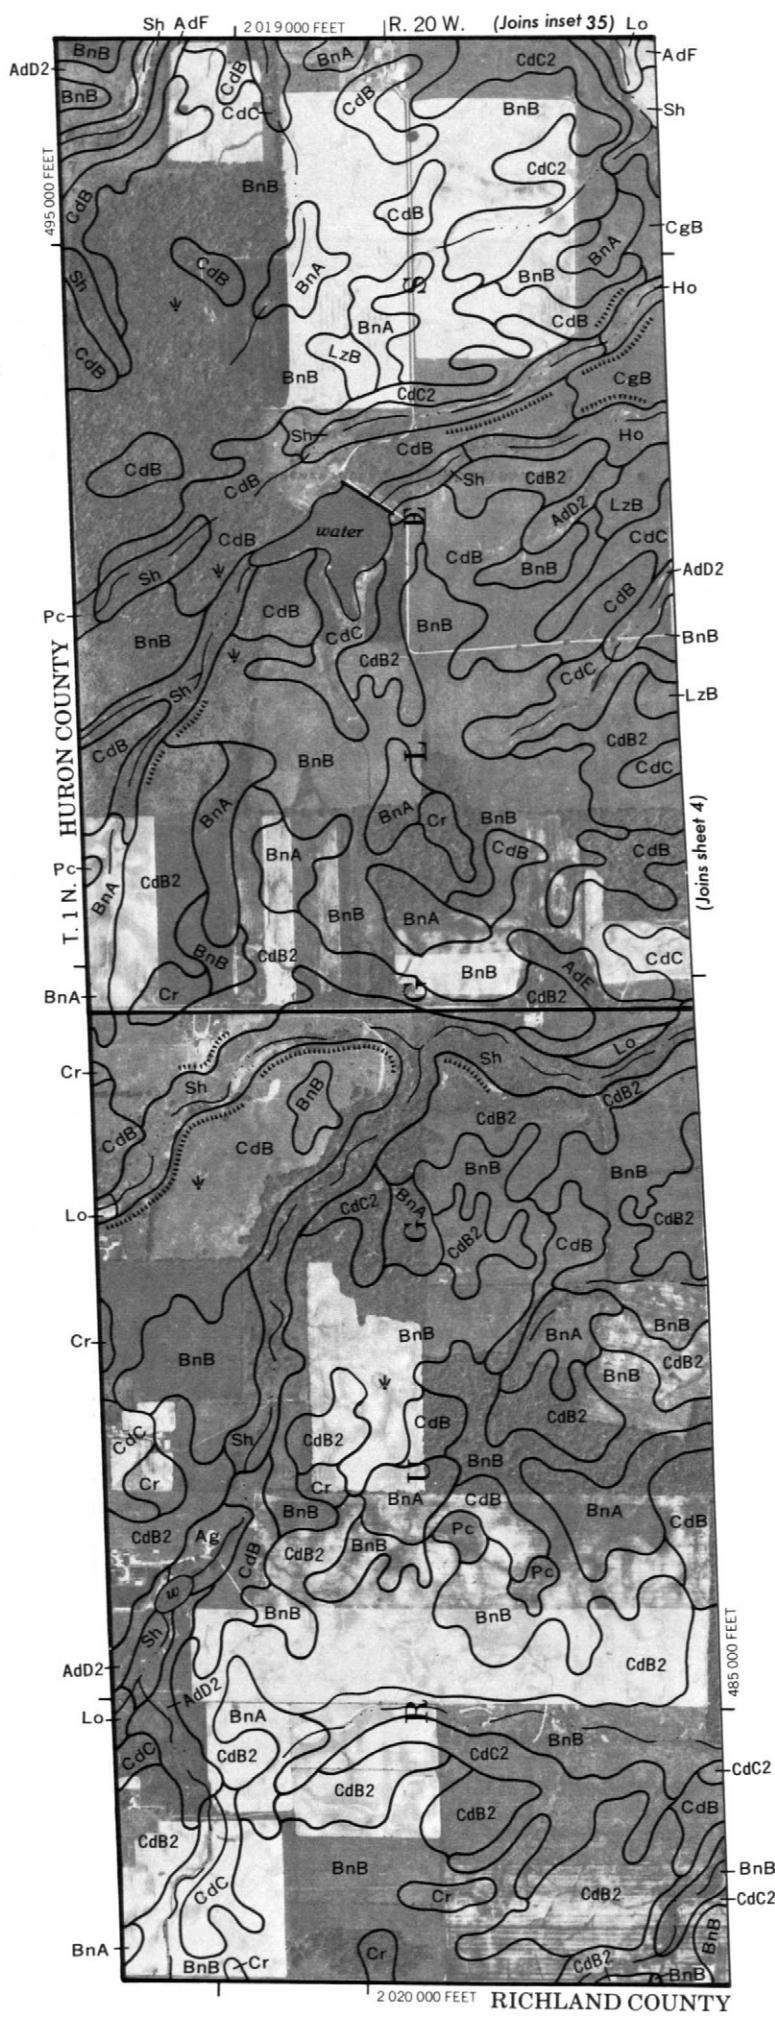 Sh AdF 2 019 000 FEET R. 20 W. (Joins inset 35) Lo
BnB BnA CdC2 AdF
AdD2 CdB
BnB CdC CdB BnB Sh
495 000 FEET
CdC2
BnB
CdB CdB CgB
BnA
CdB BnA S BnB Ho
Sh
BnA CdB
LzB
CdB BnB CdC2 CgB
Sh CdB Ho
CdB CdB Sh CdB2
AdD2 LzB
water E
CdB CdC
Sh CdB BnB AdD2
CdB
Pc CdB
BnB CdC BnB BnB
CdB2 CdC
Sh LzB
HURON COUNTY
CdB BnB L CdB2
CdC
BnA BnA Cr BnB
(Joins sheet 4)
BnA CdB CdB
Pc CdB2
BnA
T. 1 N.
BnB BnA
BnB CdB2 CdC
BnB AdE
BnA Cr G CdB2
Lo
Cr Sh Sh
BnB CdB2
CdB2
CdB CdB
BnB BnB
Lo CdC2 BnA
G CdB2 CdB2
CdB
Cr BnB BnA BnB
BnB CdB2
BnB
CdC CdB CdB2
Sh CdB2
Cr Cr U BnB
BnB BnA CdB BnA CdB
CdB2 Ag CdB2 BnB Pc
CdB
w Pc
BnB BnB
Sh
485 000 FEET
AdD2 CdB2
AdD2
Lo BnA R BnB
CdC CdB2 CdC2 CdC2
CdB2 CdB2 CdB
CdB2
BnB BnB
CdC Cr CdB2 CdC2
BnA Cr BnB
BnB Cr CdB2 BnB
2 020 000 FEET RICHLAND COUNTY